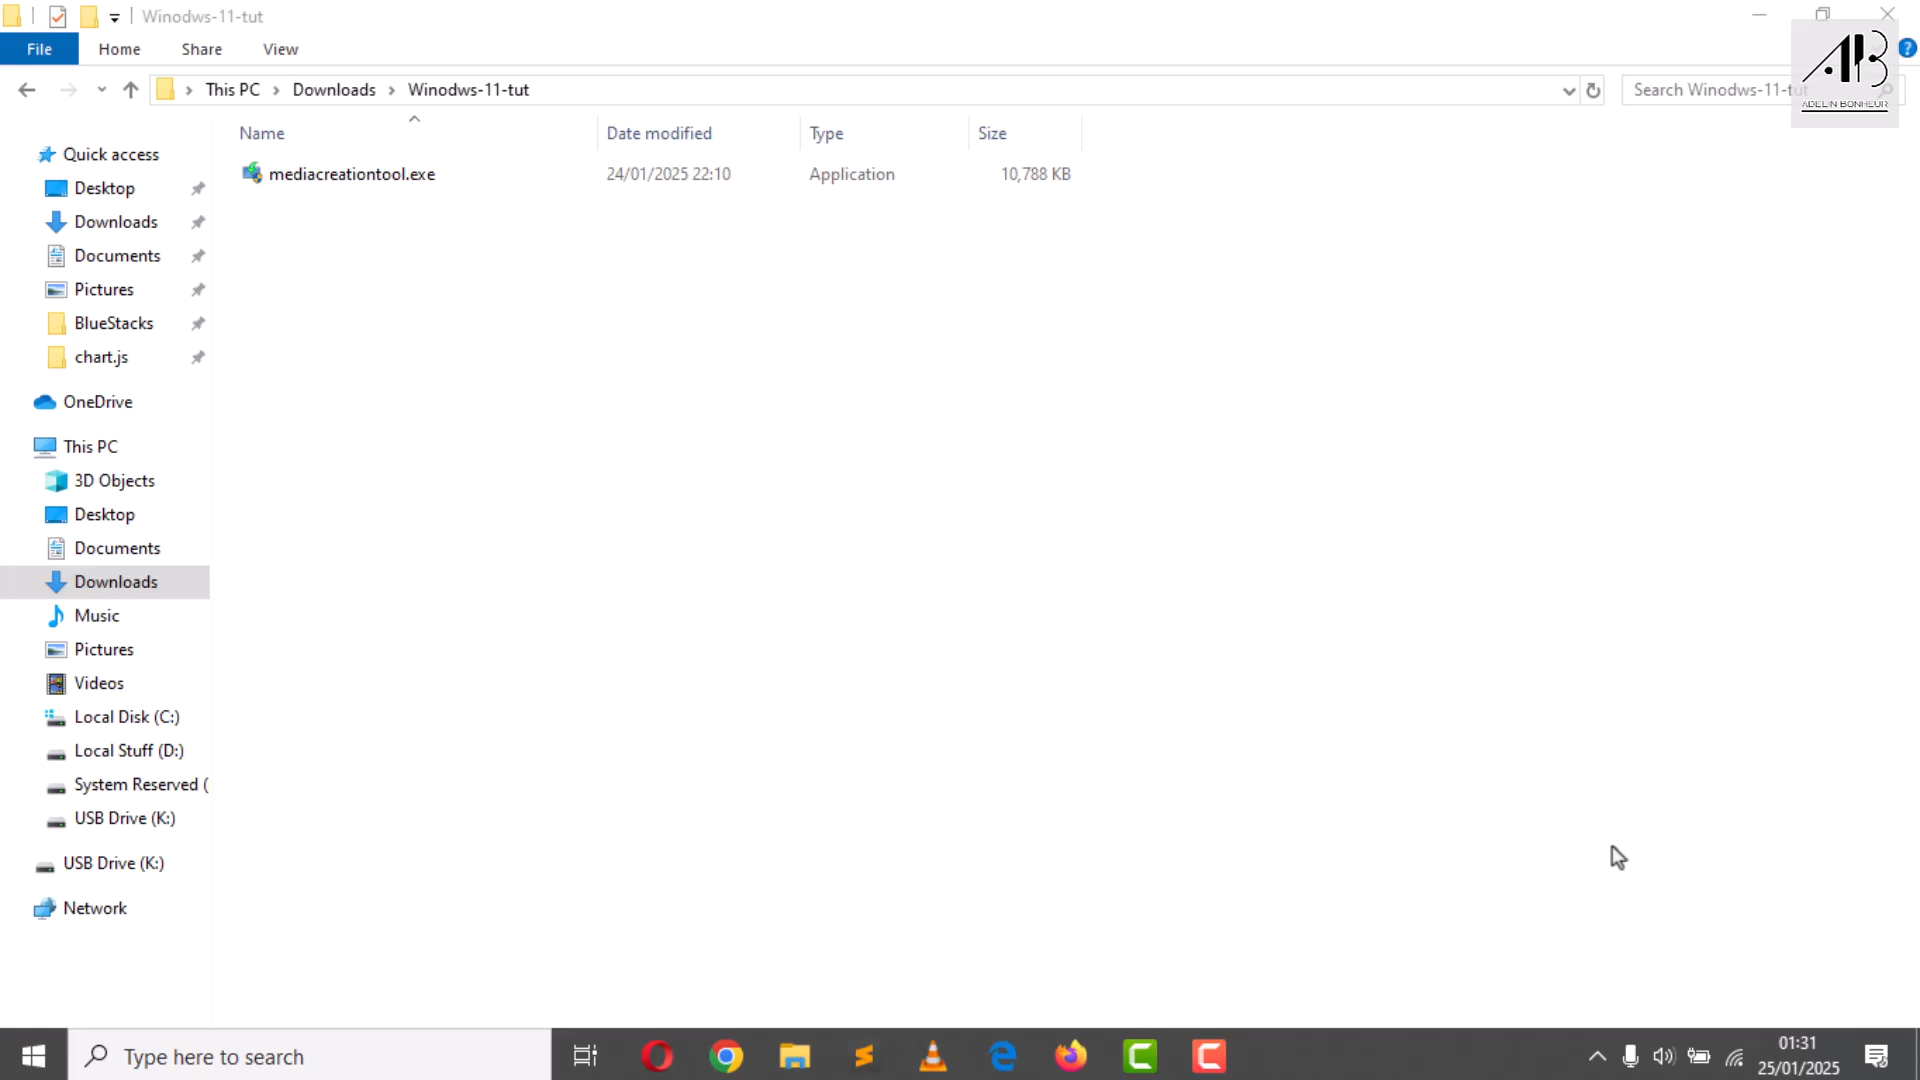 Winodws-11-tut
File Home Share View
This PC Downloads Winodws-11-tut
Search Winodws-11-tut
ADELIN BONHEUR
Name Date modified Type Size
mediacreationtool.exe 24/01/2025 22:10 Application 10,788 KB
Quick access
Desktop
Downloads
Documents
Pictures
BlueStacks
chart.js
OneDrive
This PC
3D Objects
Desktop
Documents
Downloads
Music
Pictures
Videos
Local Disk (C:)
Local Stuff (D:)
System Reserved (
USB Drive (K:)
USB Drive (K:)
Network
Type here to search
01:31
25/01/2025